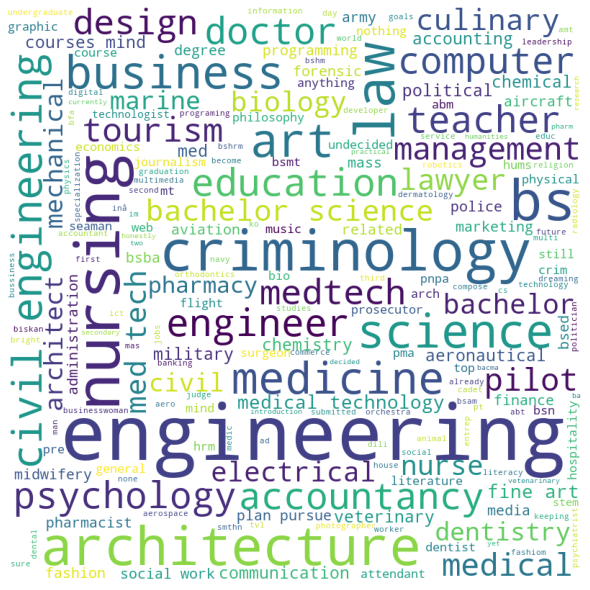 undergraduate
information
day
goals
amt
graphic
design
doctor
army
world
nothing
culinary
leadership
courses mind
course
degree
programming
accounting
engineering
business
law
computer
forensic
chemical
digital
bshm
currently
marine
biology
anything
political
abm
aircraft
research
technologist
programing
developer
teacher
pharm
bfa
philosophy
tourism
art
undecided
service
humanities
educ
economics
bshrm
management
physics
journalism
med
bsmt
mass
hums
religion
graduation
practical
mechanical
multimedia
become
education
lawyer
physical
robotics
specialization
second
mt
dermatology
radiology
seaman
inå
im
bachelor science
police
bs
web
ko
music
marketing
future
accountant
honestly
aviation
related
still
multi
civil engineering
nursing
first
two
navy
bsba
criminology
crim
dreaming
bussiness
orthodontics
third
compose
cs
technology
pharmacy
bio
medtech
pnpa
bachelor
architect
administration
med tech
flight
studies
arch
prosecutor
bsed
politician
biskan
ict
jobs
engineer
science
bright
secondary
mas
chemistry
commerce
decided
military
surgeon
pma
aeronautical
banking
top
bacma
already
cadet
civil
medicine
pilot
businesswoman
judge
mind
medical technology
bsam
pt
finance
ba
man
aero
introduction
submitted
orchestra
abt
bsn
entrep
hospitality
pre
engineering
none
medic
ad
dili
animal
social
general
hrm
house
literacy
vetenarinary
midwifery
electrical
nurse
literature
aerospace
psychology
accountancy
fine art
stem
smthn
tvl
photographer
worker
media
psychiatrist
pharmacist
plan pursue
veterinary
dentistry
keeping
architecture
dental
dentist
yet
fashiom
sure
fashion
social work
communication
attendant
medical